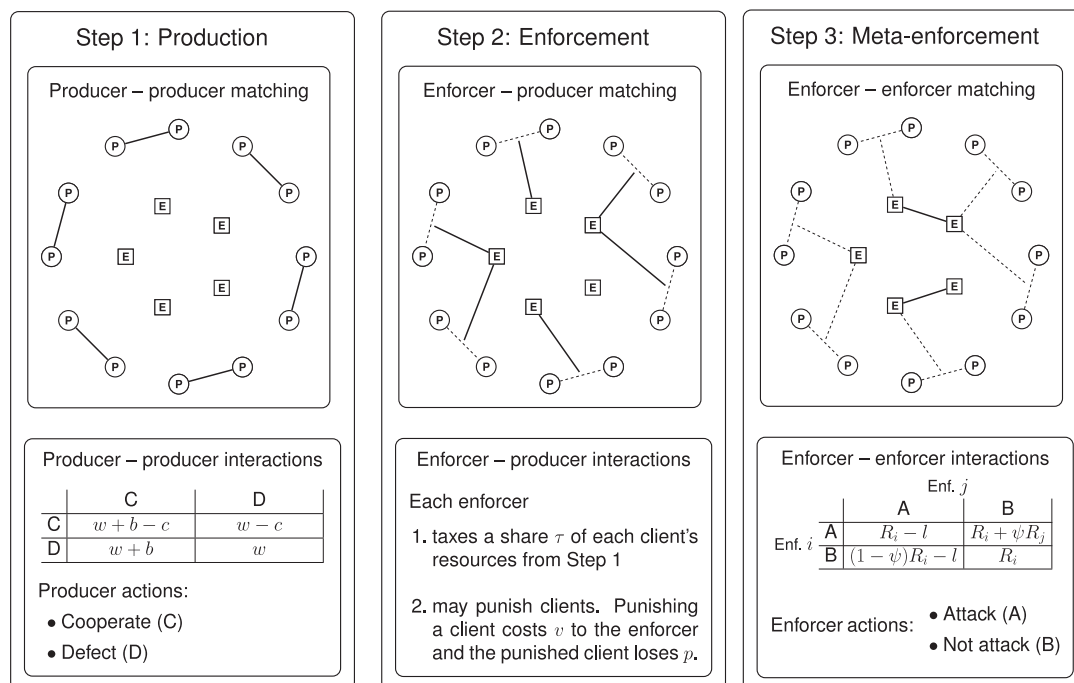 Step 1: Production
Producer – producer matching
P
P
P
P
P
P
P
P
P
P
P
P
E
E
E
E
E
Producer – producer interactions
C D
C w + b − c w − c
D w + b w
Producer actions:
• Cooperate (C)
• Defect (D)
Step 2: Enforcement
Enforcer – producer matching
P
P
P
P
P
P
P
P
P
P
P
P
E
E
E
E
E
Enforcer – producer interactions
Each enforcer
1. taxes a share τ of each client's
resources from Step 1
2. may punish clients. Punishing
a client costs v to the enforcer
and the punished client loses p.
Step 3: Meta-enforcement
Enforcer – enforcer matching
P
P
P
P
P
P
P
P
P
P
P
P
E
E
E
E
E
Enforcer – enforcer interactions
Enf. j
A B
Enf. i A R_i − l R_i + ψR_j
B (1 − ψ)R_i − l R_i
Enforcer actions: • Attack (A)
• Not attack (B)